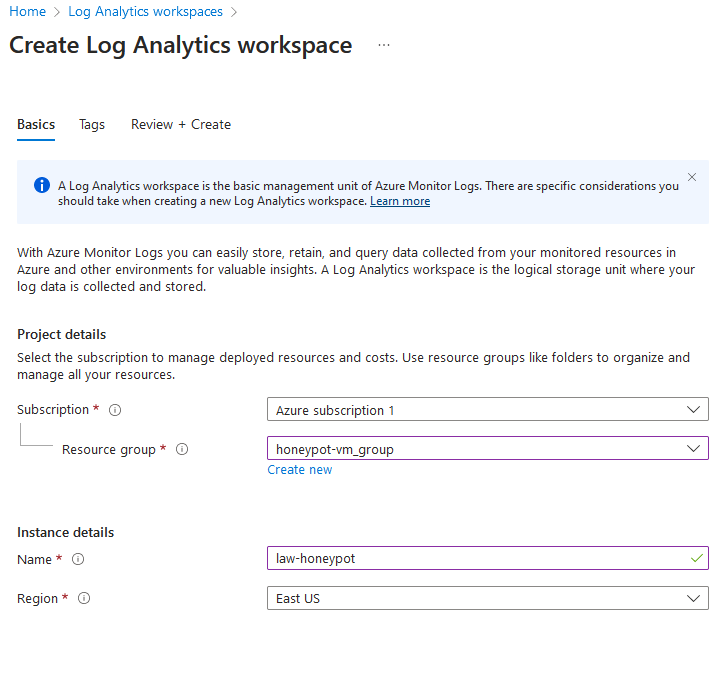 Home > Log Analytics workspaces >
Create Log Analytics workspace ...
Basics Tags Review + Create
A Log Analytics workspace is the basic management unit of Azure Monitor Logs. There are specific considerations you
should take when creating a new Log Analytics workspace. Learn more
With Azure Monitor Logs you can easily store, retain, and query data collected from your monitored resources in
Azure and other environments for valuable insights. A Log Analytics workspace is the logical storage unit where your
log data is collected and stored.
Project details
Select the subscription to manage deployed resources and costs. Use resource groups like folders to organize and
manage all your resources.
Subscription * Azure subscription 1
Resource group * honeypot-vm_group
Create new
Instance details
Name * law-honeypot
Region * East US